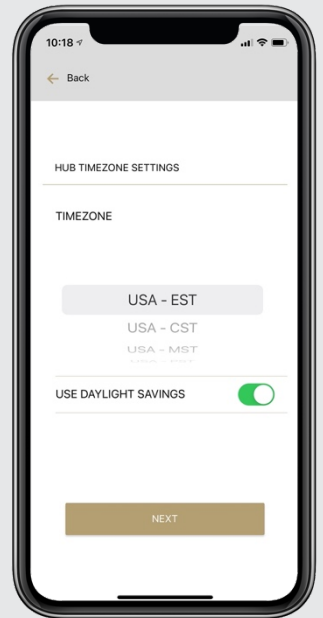 10:18
Back
HUB TIMEZONE SETTINGS
TIMEZONE
USA - EST
USA - CST
USA - MST
USE DAYLIGHT SAVINGS
NEXT